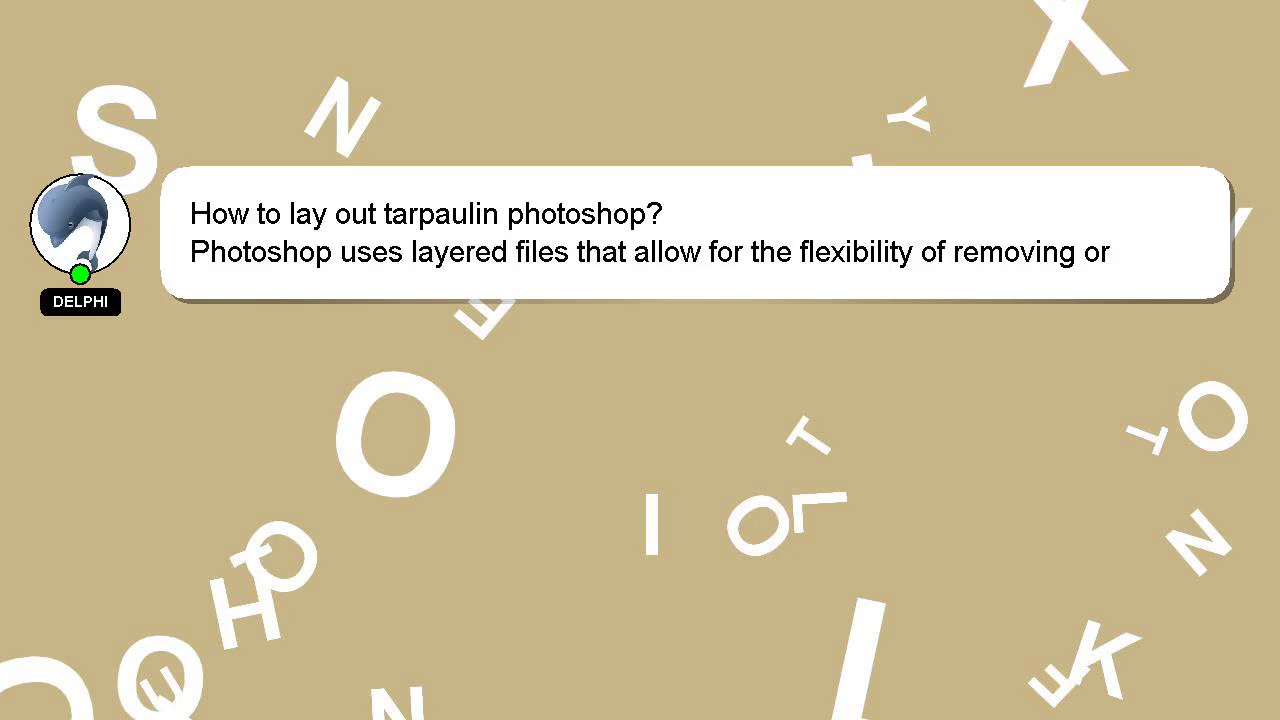 S
N
X
Y
How to lay out tarpaulin photoshop?
Photoshop uses layered files that allow for the flexibility of removing or
DELPHI
E
O
T
T
O
I
O
L
N
O
T
H
K
E
O
E
N